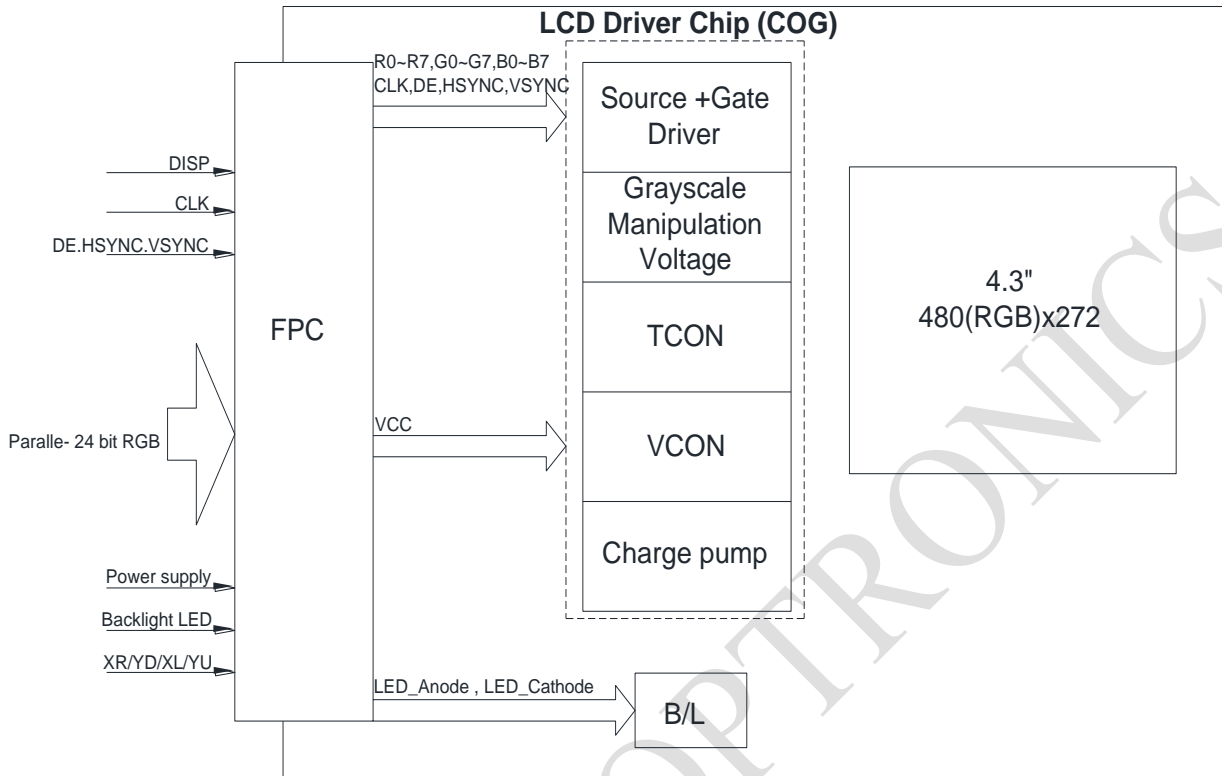 LCD Driver Chip (COG)
R0~R7,G0~G7,B0~B7
CLK,DE,HSYNC,VSYNC
Source +Gate
Driver
DISP
CLK
DE.HSYNC.VSYNC
Grayscale
Manipulation
Voltage
4.3"
480(RGB)x272
FPC
TCON
Paralle- 24 bit RGB
VCC
VCON
Charge pump
Power supply
Backlight LED
XR/YD/XL/YU
LED_Anode , LED_Cathode
B/L
OPTRONICS